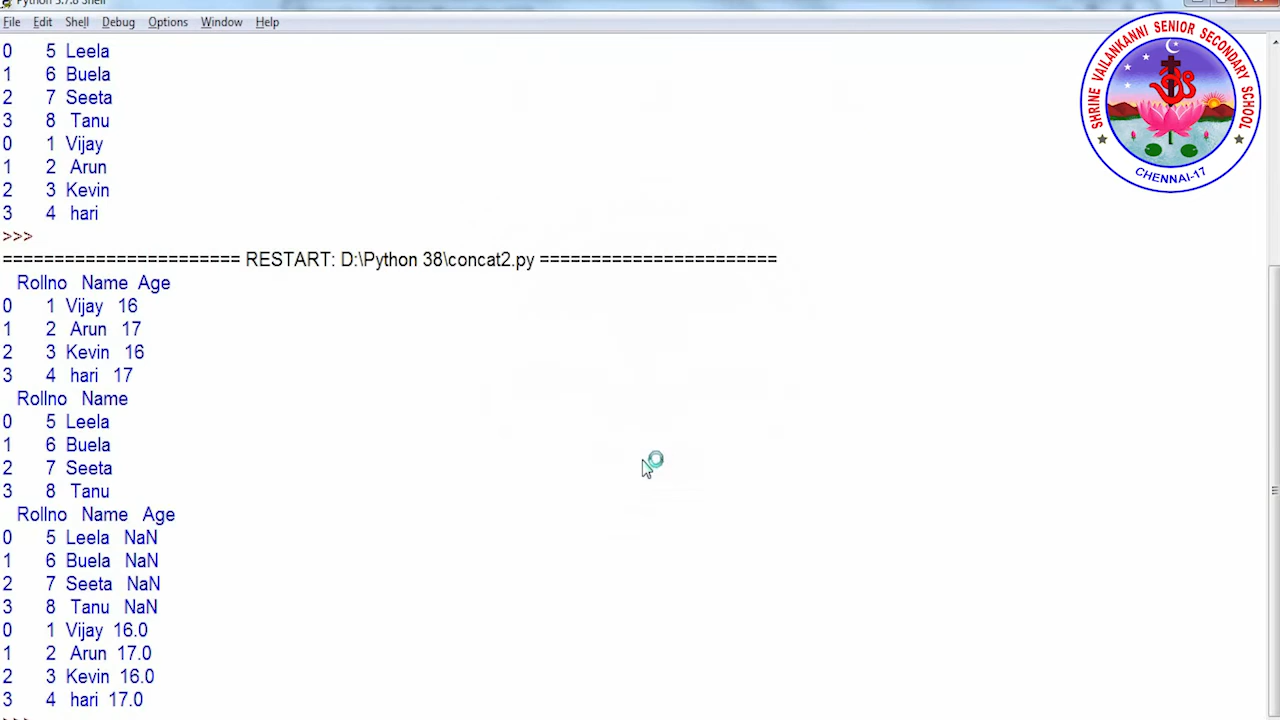 Python 3.7.8 Shell
File Edit Shell Debug Options Window Help
0 5 Leela
1 6 Buela
2 7 Seeta
3 8 Tanu
0 1 Vijay
1 2 Arun
2 3 Kevin
3 4 hari
>>>
======================= RESTART: D:\Python 38\concat2.py =======================
Rollno Name Age
0 1 Vijay 16
1 2 Arun 17
2 3 Kevin 16
3 4 hari 17
Rollno Name
0 5 Leela
1 6 Buela
2 7 Seeta
3 8 Tanu
Rollno Name Age
0 5 Leela NaN
1 6 Buela NaN
2 7 Seeta NaN
3 8 Tanu NaN
0 1 Vijay 16.0
1 2 Arun 17.0
2 3 Kevin 16.0
3 4 hari 17.0
>>>
SHRINE VAILANKANNI SENIOR SECONDARY SCHOOL
ॐ
CHENNAI-17